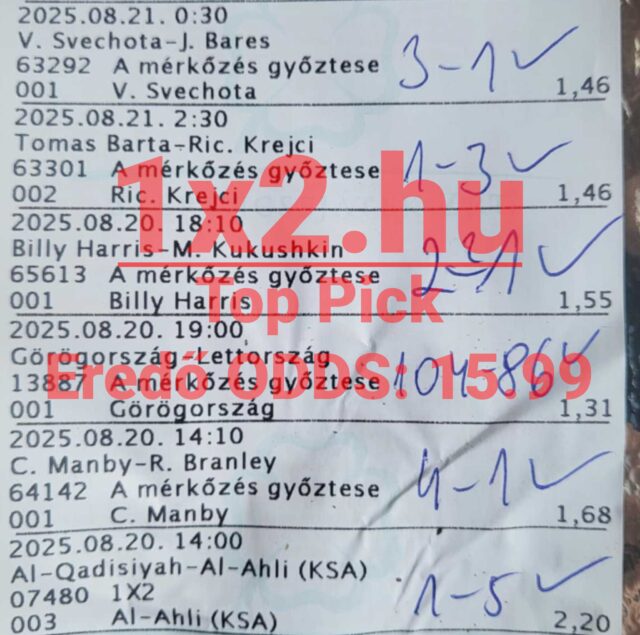 2025.08.21. 0:30
V. Svechota-J. Bares
63292 A mérkőzés győztese 3-1 ✓
001 V. Svechota 1,46
2025.08.21. 2:30
Tomas Barta-Ric. Krejci
63301 A mérkőzés győztese 1-3 ✓
002 Ric. Krejci 1,46
1x2.hu
2025.08.20. 18:10
Billy Harris-M. Kukushkin
65613 A mérkőzés győztese 2-1 ✓
001 Billy Harris 1,55
Top Pick
2025.08.20. 19:00
Görögország-Lettország
13887 A mérkőzés győztese 104-86 ✓
Eredő ODDS: 15.99
001 Görögország 1,31
2025.08.20. 14:10
C. Manby-R. Branley
64142 A mérkőzés győztese 4-1 ✓
001 C. Manby 1,68
2025.08.20. 14:00
Al-Qadisiyah-Al-Ahli (KSA)
07480 1X2 1-5 ✓
003 Al-Ahli (KSA) 2,20